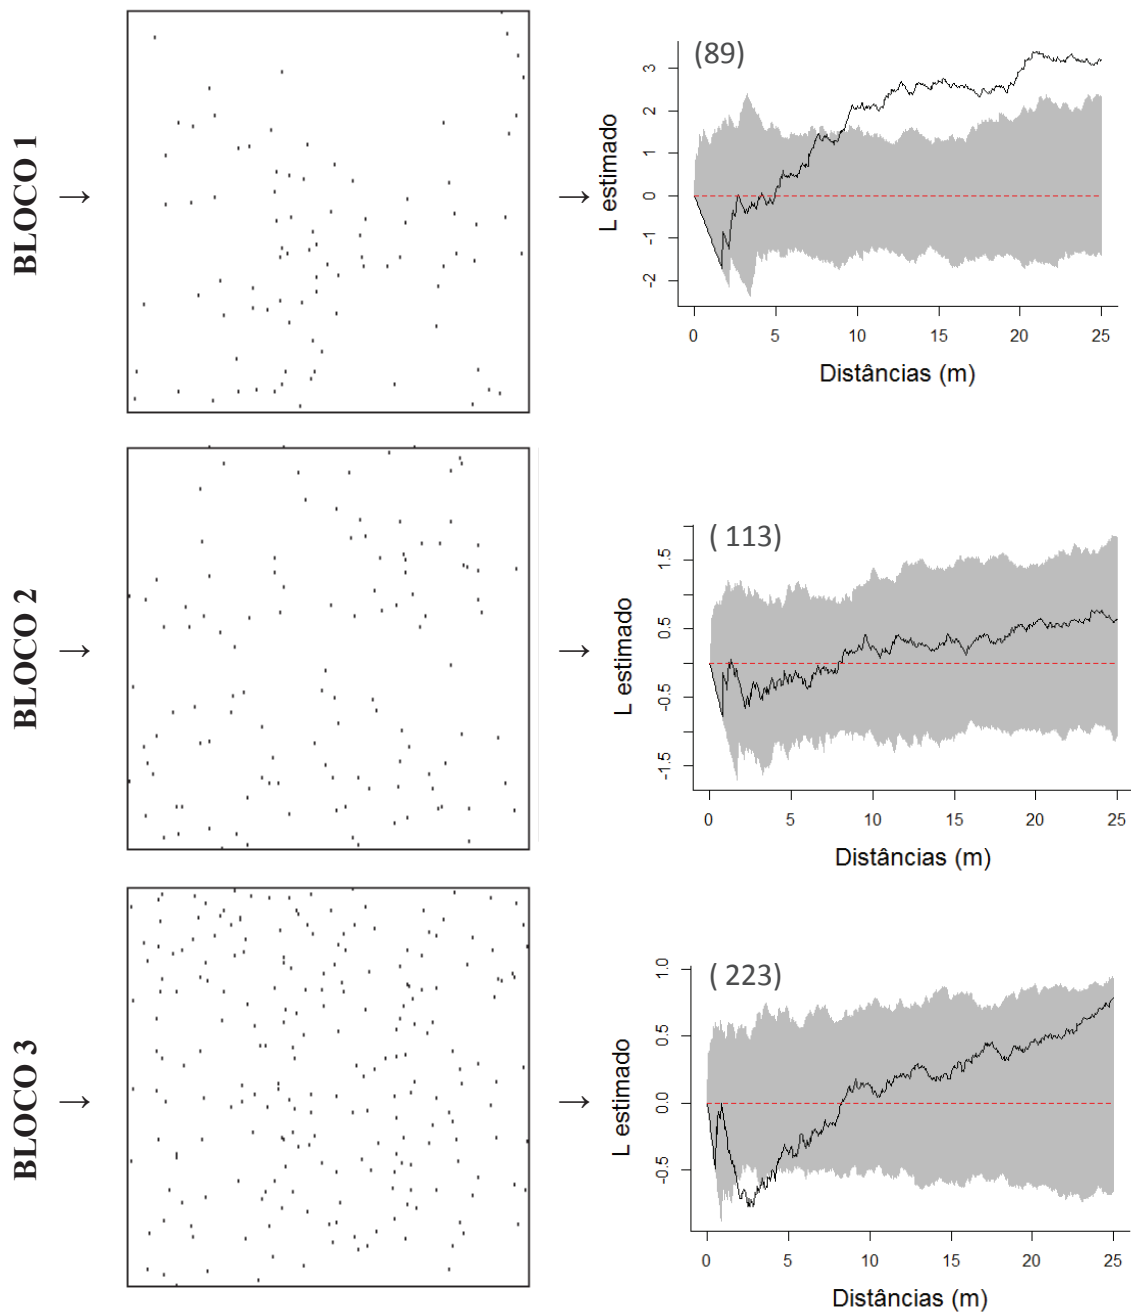 BLOCO 1
→
→
(89)
L estimado
3
2
1
0
-1
-2
0 5 10 15 20 25
Distâncias (m)
BLOCO 2
→
→
( 113)
L estimado
1.5
0.5
-0.5
-1.5
0 5 10 15 20 25
Distâncias (m)
BLOCO 3
→
→
( 223)
L estimado
1.0
0.5
0.0
-0.5
0 5 10 15 20 25
Distâncias (m)